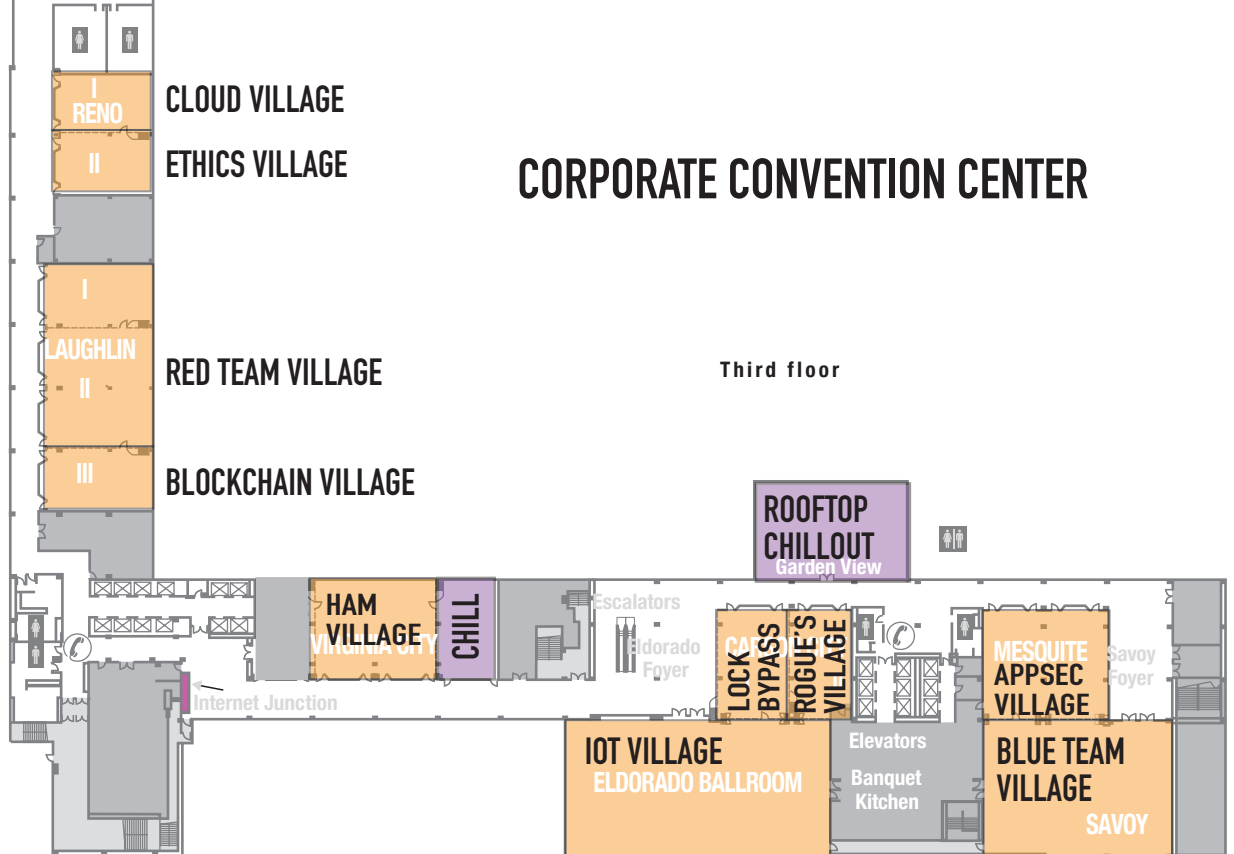 I
RENO
CLOUD VILLAGE
II
ETHICS VILLAGE
CORPORATE CONVENTION CENTER
I
LAUGHLIN
II
RED TEAM VILLAGE
Third floor
III
BLOCKCHAIN VILLAGE
ROOFTOP
CHILLOUT
Garden View
HAM
VILLAGE
VIRGINIA CITY
CHILL
Escalators
Eldorado
Foyer
LOCK
BYPASS
ROGUE'S
VILLAGE
MESQUITE
APPSEC
VILLAGE
Savoy
Foyer
Internet Junction
IOT VILLAGE
ELDORADO BALLROOM
Elevators
Banquet
Kitchen
BLUE TEAM
VILLAGE
SAVOY